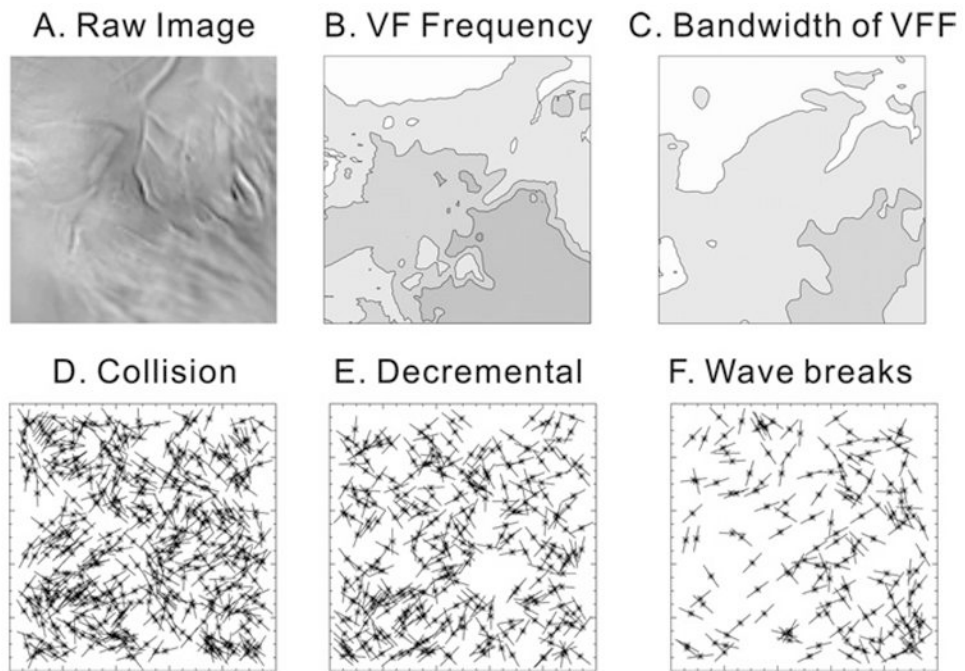 A. Raw Image
B. VF Frequency
C. Bandwidth of VFF
D. Collision
E. Decremental
F. Wave breaks